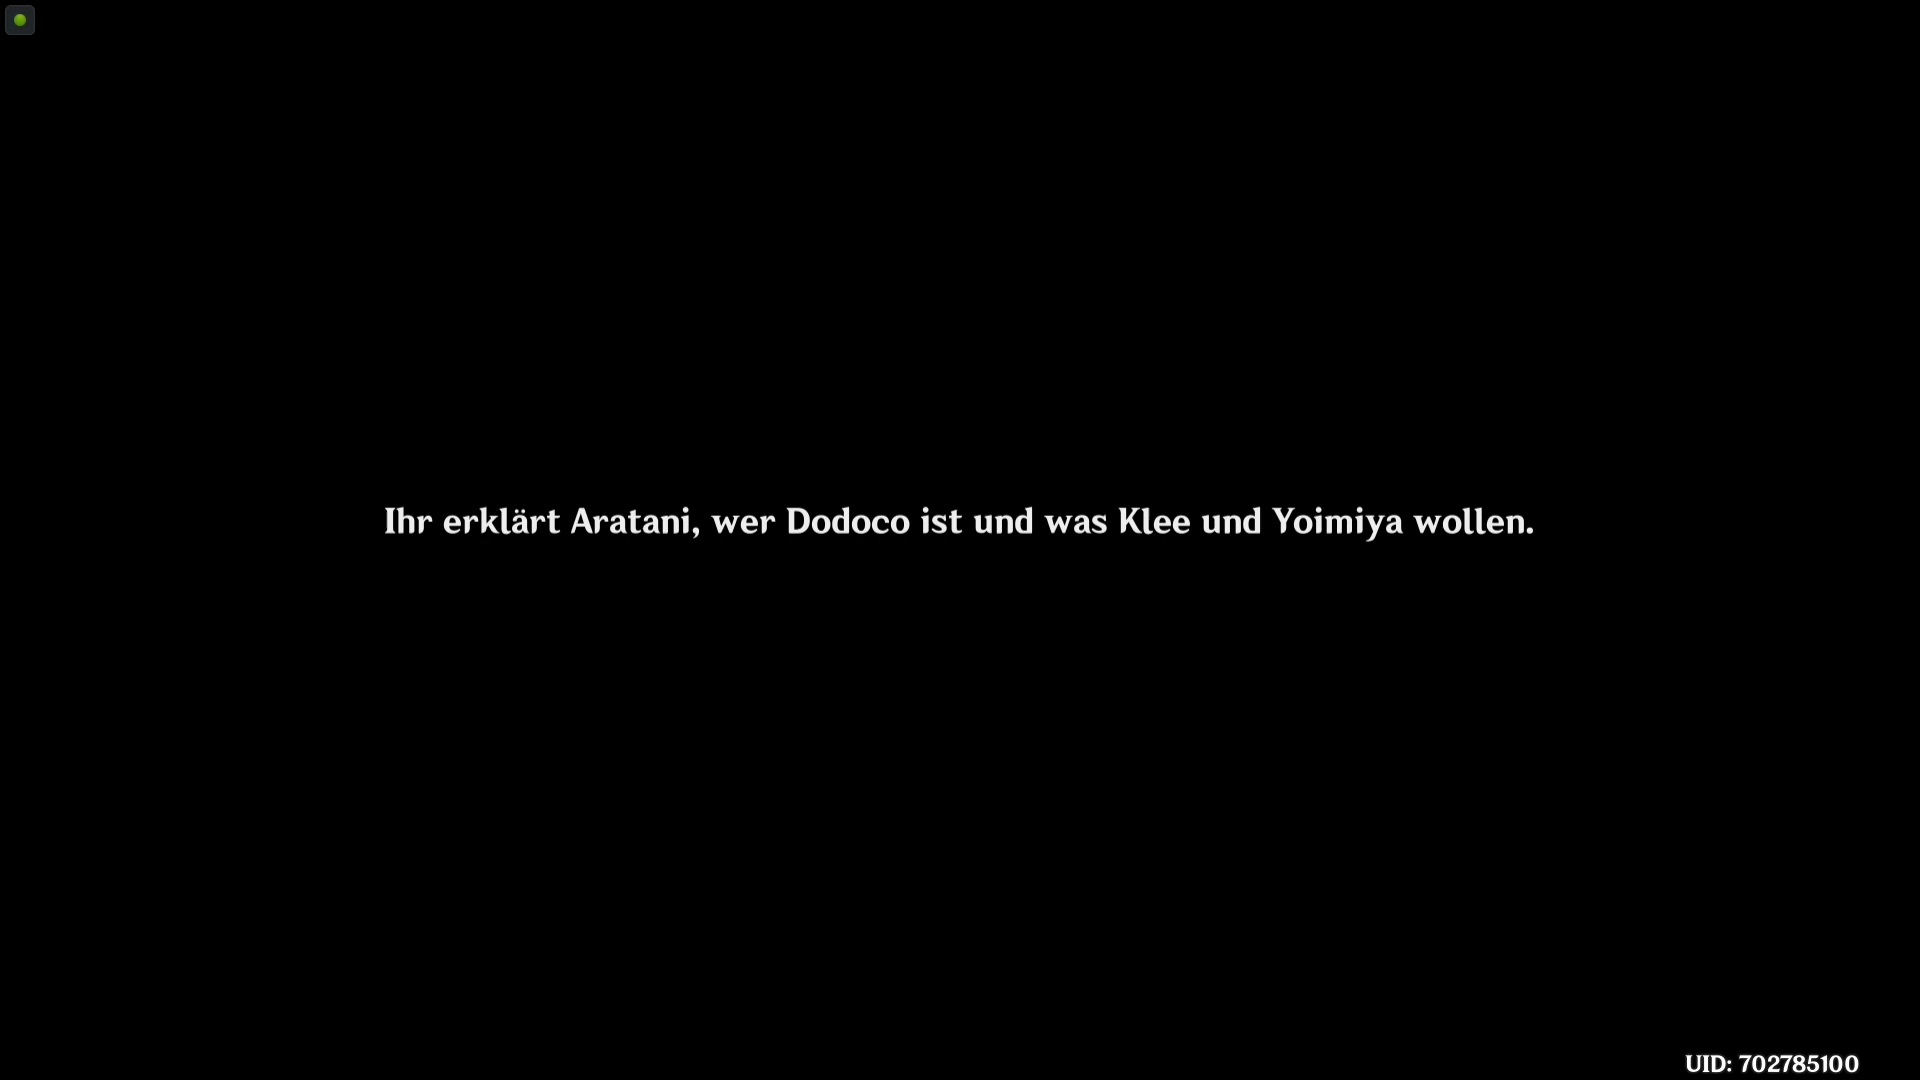 Ihr erklärt Aratani, wer Dodoco ist und was Klee und Yoimiya wollen.
UID: 702785100